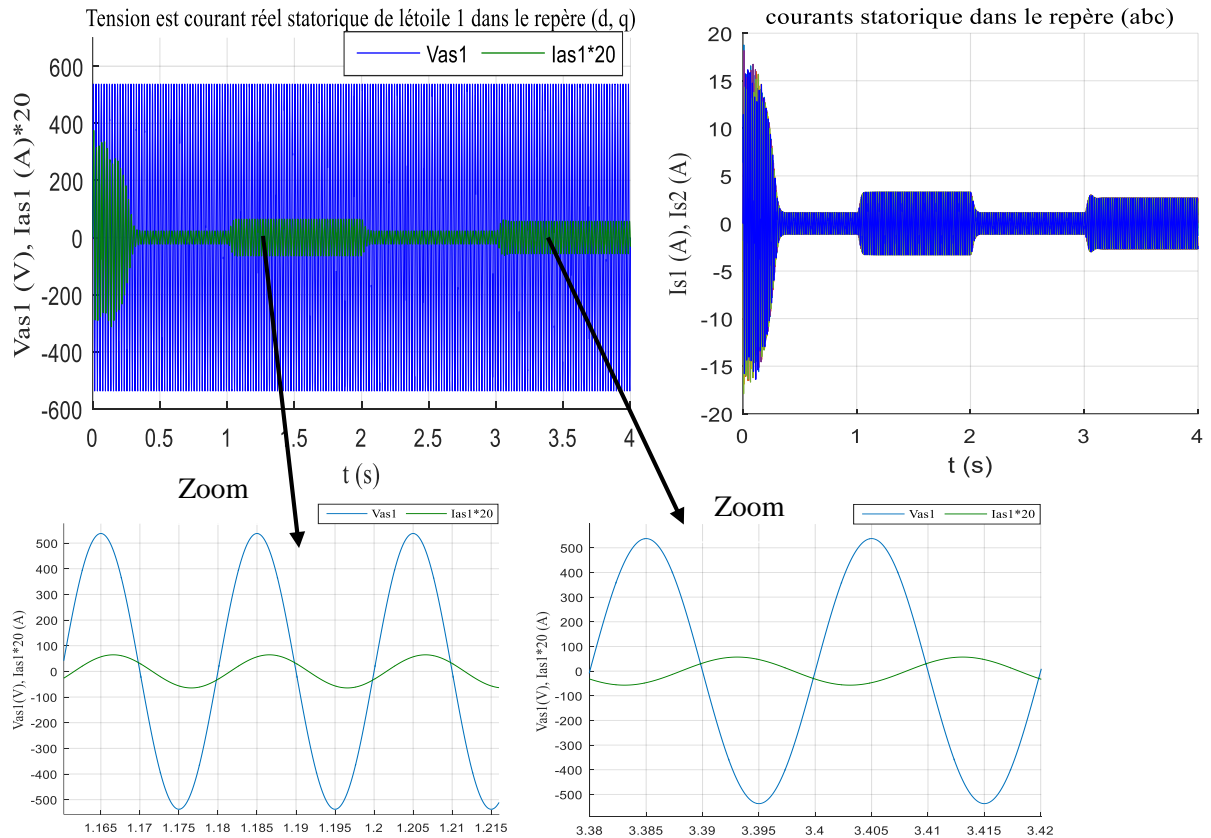 Tension est courant réel statorique de létoile 1 dans le repère (d, q)
Vas1 Ias1*20
Vas1 (V), Ias1 (A)*20
600
400
200
0
-200
-400
-600
0 0.5 1 1.5 2 2.5 3 3.5 4
t (s)
courants statorique dans le repère (abc)
Is1 (A), Is2 (A)
20
15
10
5
0
-5
-10
-15
-20
0 1 2 3 4
t (s)
Zoom
Vas1 Ias1*20
Vas1(V), Ias1*20 (A)
500
400
300
200
100
0
-100
-200
-300
-400
-500
1.165 1.17 1.175 1.18 1.185 1.19 1.195 1.2 1.205 1.21 1.215
Zoom
Vas1 Ias1*20
Vas1(V), Ias1*20 (A)
500
400
300
200
100
0
-100
-200
-300
-400
-500
3.38 3.385 3.39 3.395 3.4 3.405 3.41 3.415 3.42